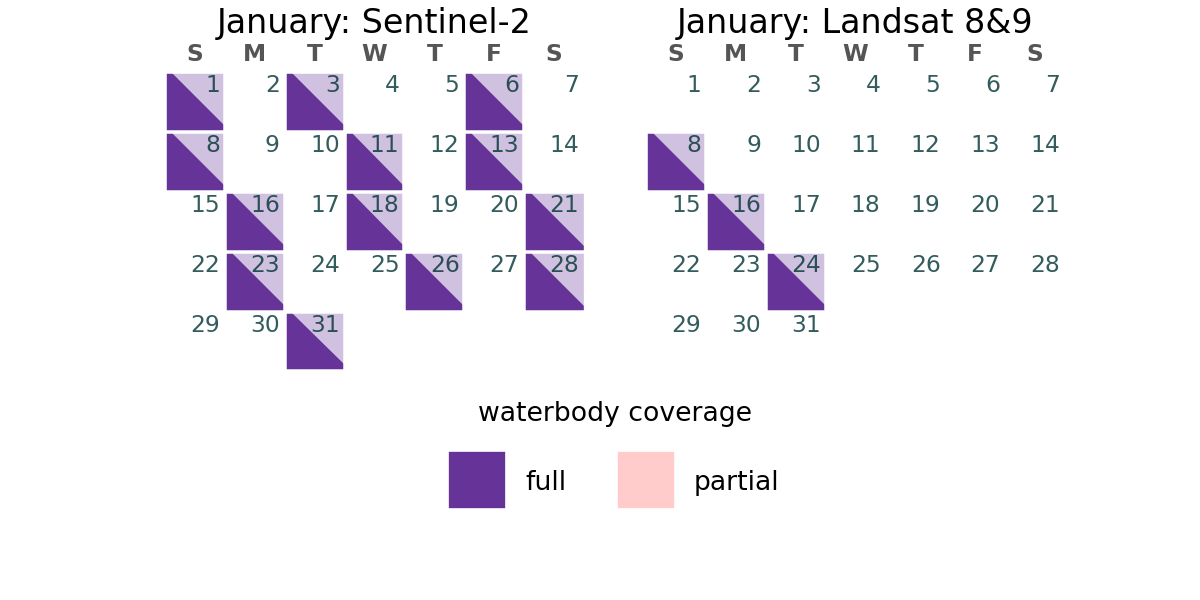 January: Sentinel-2
S M T W T F S
1 2 3 4 5 6 7
8 9 10 11 12 13 14
15 16 17 18 19 20 21
22 23 24 25 26 27 28
29 30 31
January: Landsat 8&9
S M T W T F S
1 2 3 4 5 6 7
8 9 10 11 12 13 14
15 16 17 18 19 20 21
22 23 24 25 26 27 28
29 30 31
waterbody coverage
full partial